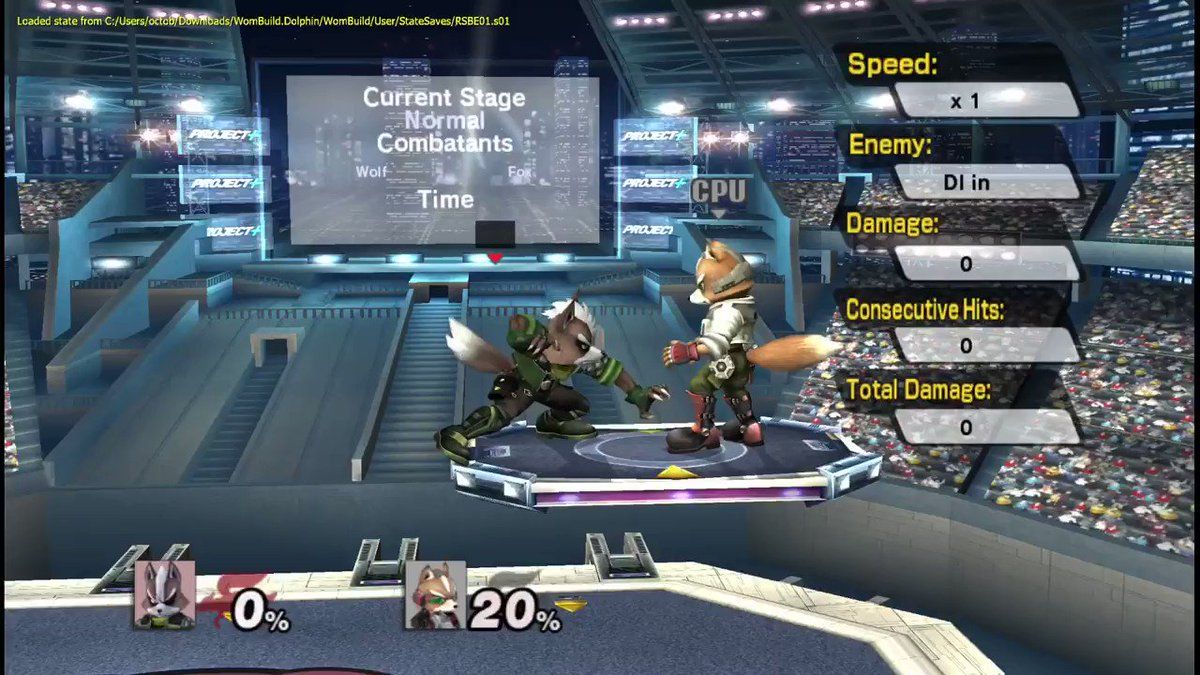 Loaded state from C:/Users/octob/Downloads/WomBuild.Dolphin/WomBuild/User/StateSaves/RSBE01.s01
Current Stage
Normal
Combatants
Wolf Fox
Time
PROJECT+
PROJECT+
PROJECT+
PROJECT+
PROJECT+
PROJECT
CPU
Speed:
x 1
Enemy:
DI in
Damage:
0
Consecutive Hits:
0
Total Damage:
0
0%
20%